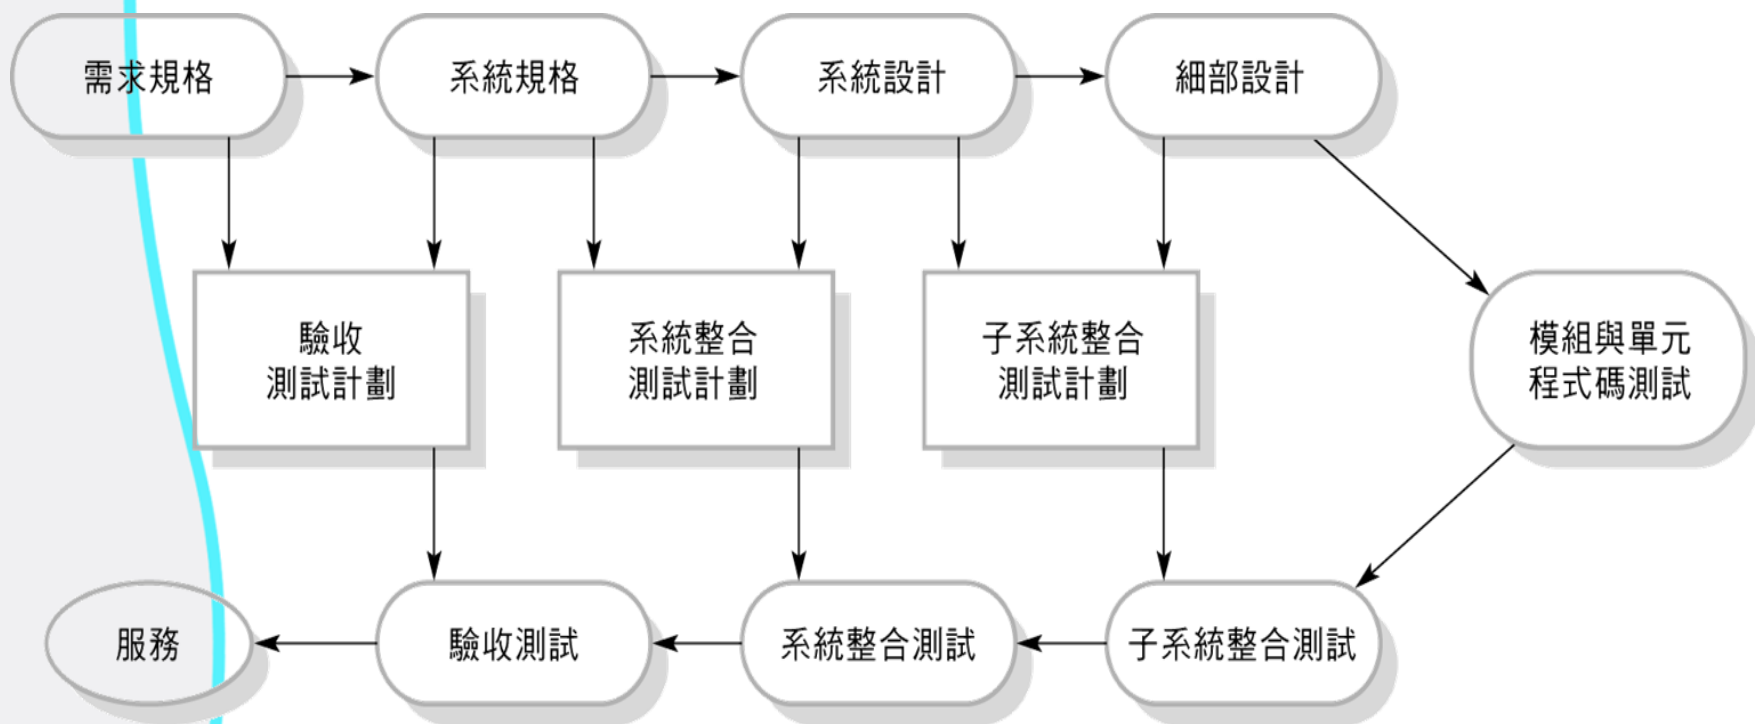 需求規格
系統規格
系統設計
細部設計
驗收
測試計劃
系統整合
測試計劃
子系統整合
測試計劃
模組與單元
程式碼測試
服務
驗收測試
系統整合測試
子系統整合測試